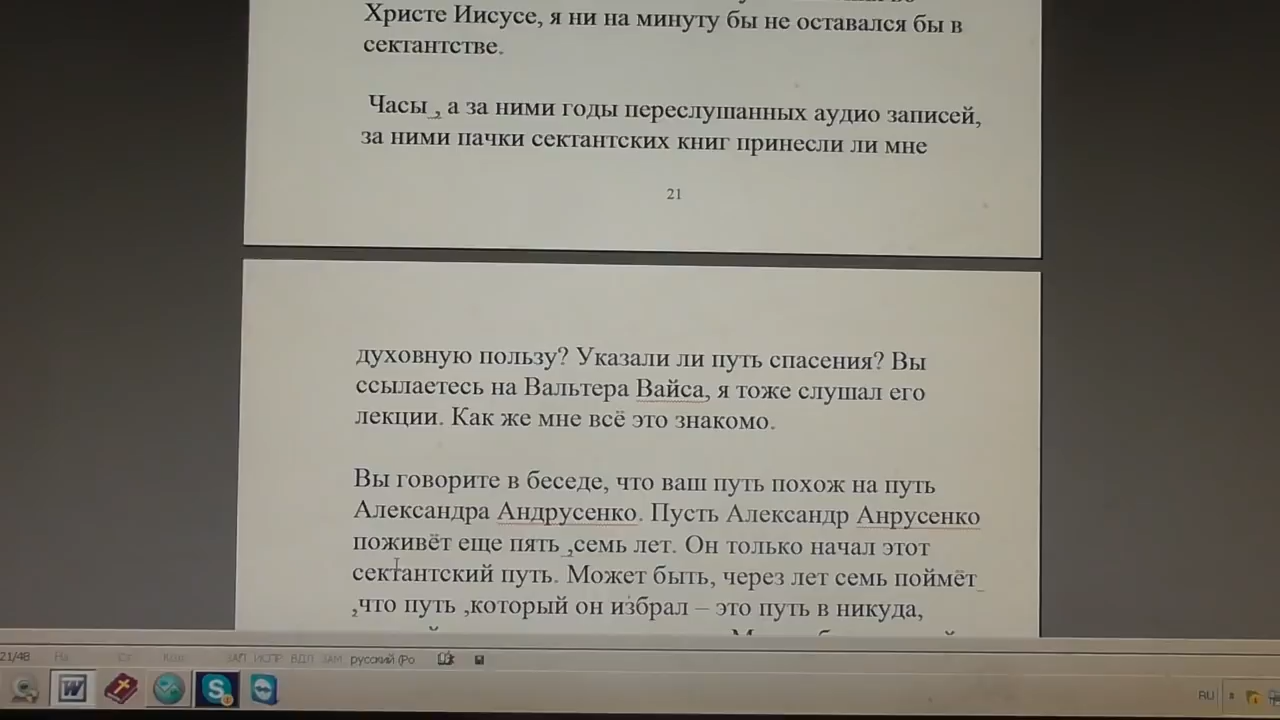 Христе Иисусе, я ни на минуту бы не оставался бы в
сектантстве.
Часы , а за ними годы переслушанных аудио записей,
за ними пачки сектантских книг принесли ли мне
21
духовную пользу? Указали ли путь спасения? Вы
ссылаетесь на Вальтера Вайса, я тоже слушал его
лекции. Как же мне всё это знакомо.
Вы говорите в беседе, что ваш путь похож на путь
Александра Андрусенко. Пусть Александр Анрусенко
поживёт еще пять ,семь лет. Он только начал этот
сектантский путь. Может быть, через лет семь поймёт
,что путь ,который он избрал – это путь в никуда,
21/48 ЗАП ИСПР ВДЛ ЗАМ русский (Ро
RU